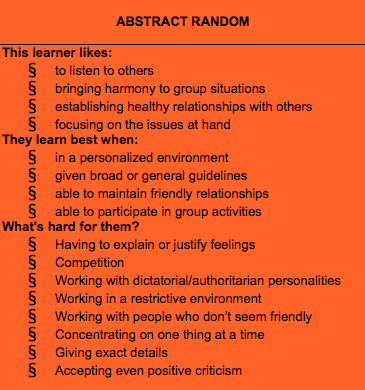 ABSTRACT RANDOM
This learner likes:
§ to listen to others
§ bringing harmony to group situations
§ establishing healthy relationships with others
§ focusing on the issues at hand
They learn best when:
§ in a personalized environment
§ given broad or general guidelines
§ able to maintain friendly relationships
§ able to participate in group activities
What's hard for them?
§ Having to explain or justify feelings
§ Competition
§ Working with dictatorial/authoritarian personalities
§ Working in a restrictive environment
§ Working with people who don't seem friendly
§ Concentrating on one thing at a time
§ Giving exact details
§ Accepting even positive criticism